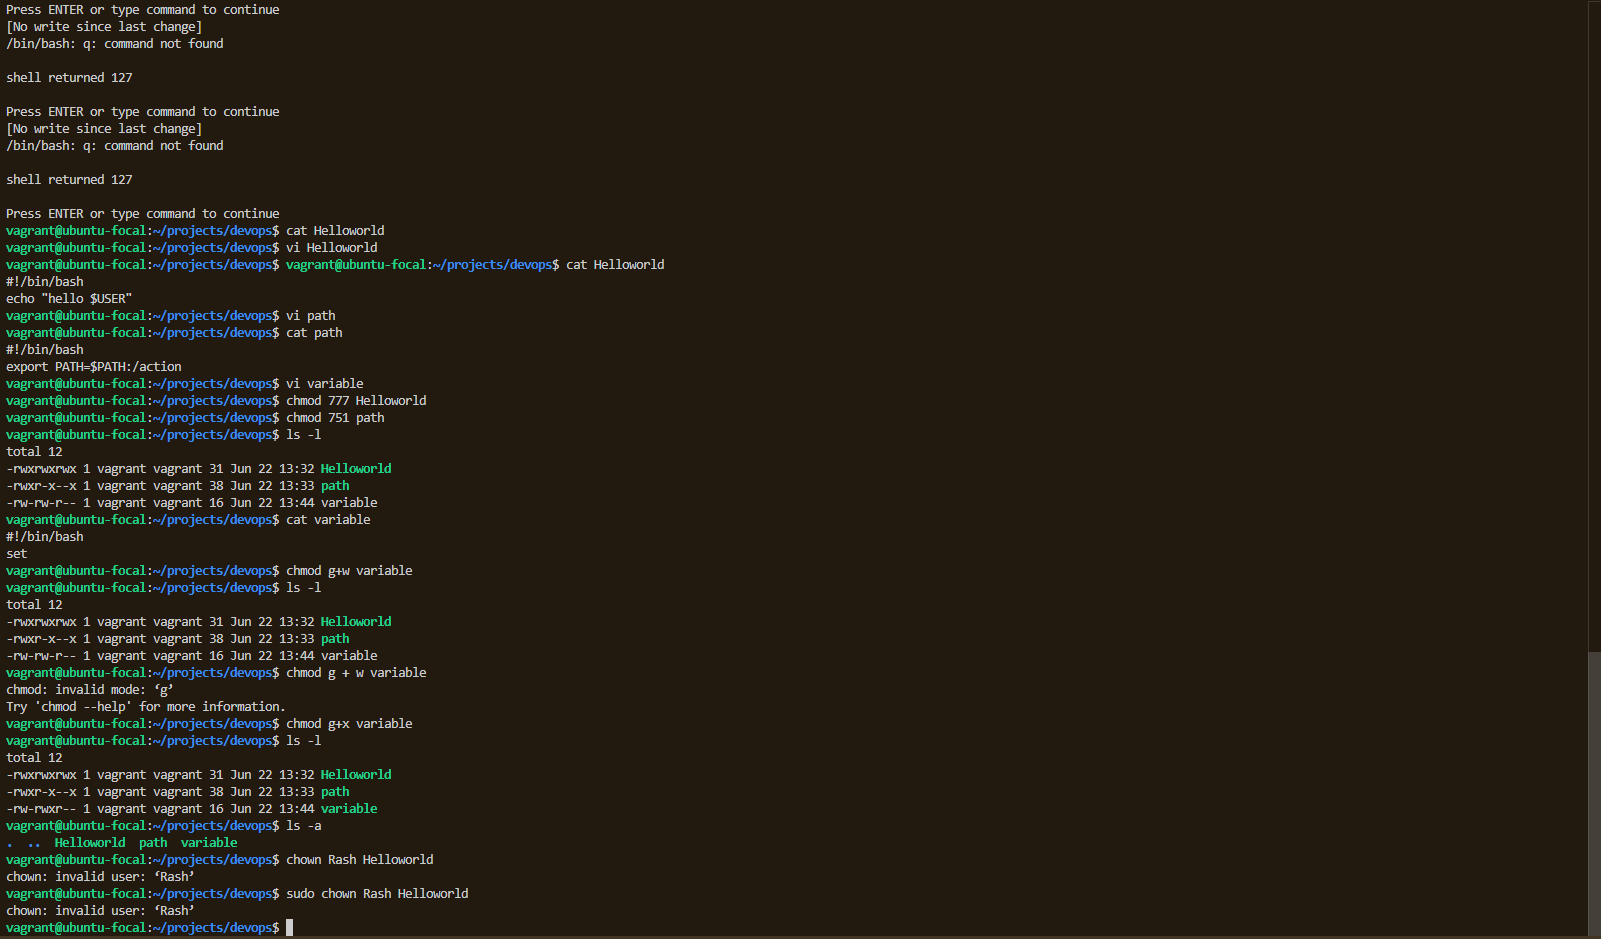 Press ENTER or type command to continue
[No write since last change]
/bin/bash: q: command not found
shell returned 127
Press ENTER or type command to continue
[No write since last change]
/bin/bash: q: command not found
shell returned 127
Press ENTER or type command to continue
vagrant@ubuntu-focal:~/projects/devops$ cat Helloworld
vagrant@ubuntu-focal:~/projects/devops$ vi Helloworld
vagrant@ubuntu-focal:~/projects/devops$ vagrant@ubuntu-focal:~/projects/devops$ cat Helloworld
#!/bin/bash
echo "hello $USER"
vagrant@ubuntu-focal:~/projects/devops$ vi path
vagrant@ubuntu-focal:~/projects/devops$ cat path
#!/bin/bash
export PATH=$PATH:/action
vagrant@ubuntu-focal:~/projects/devops$ vi variable
vagrant@ubuntu-focal:~/projects/devops$ chmod 777 Helloworld
vagrant@ubuntu-focal:~/projects/devops$ chmod 751 path
vagrant@ubuntu-focal:~/projects/devops$ ls -l
total 12
-rwxrwxrwx 1 vagrant vagrant 31 Jun 22 13:32 Helloworld
-rwxr-x--x 1 vagrant vagrant 38 Jun 22 13:33 path
-rw-rw-r-- 1 vagrant vagrant 16 Jun 22 13:44 variable
vagrant@ubuntu-focal:~/projects/devops$ cat variable
#!/bin/bash
set
vagrant@ubuntu-focal:~/projects/devops$ chmod g+w variable
vagrant@ubuntu-focal:~/projects/devops$ ls -l
total 12
-rwxrwxrwx 1 vagrant vagrant 31 Jun 22 13:32 Helloworld
-rwxr-x--x 1 vagrant vagrant 38 Jun 22 13:33 path
-rw-rw-r-- 1 vagrant vagrant 16 Jun 22 13:44 variable
vagrant@ubuntu-focal:~/projects/devops$ chmod g + w variable
chmod: invalid mode: ‘g’
Try 'chmod --help' for more information.
vagrant@ubuntu-focal:~/projects/devops$ chmod g+x variable
vagrant@ubuntu-focal:~/projects/devops$ ls -l
total 12
-rwxrwxrwx 1 vagrant vagrant 31 Jun 22 13:32 Helloworld
-rwxr-x--x 1 vagrant vagrant 38 Jun 22 13:33 path
-rw-rwxr-- 1 vagrant vagrant 16 Jun 22 13:44 variable
vagrant@ubuntu-focal:~/projects/devops$ ls -a
.  ..  Helloworld  path  variable
vagrant@ubuntu-focal:~/projects/devops$ chown Rash Helloworld
chown: invalid user: ‘Rash’
vagrant@ubuntu-focal:~/projects/devops$ sudo chown Rash Helloworld
chown: invalid user: ‘Rash’
vagrant@ubuntu-focal:~/projects/devops$